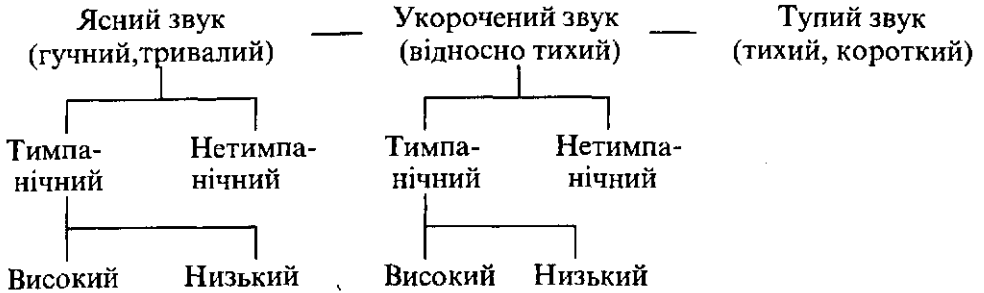 Ясний звук — Укорочений звук — Тупий звук
(гучний,тривалий) (відносно тихий) (тихий, короткий)
Тимпа- Нетимпа- Тимпа- Нетимпа-
нічний нічний нічний нічний
Високий Низький Високий Низький